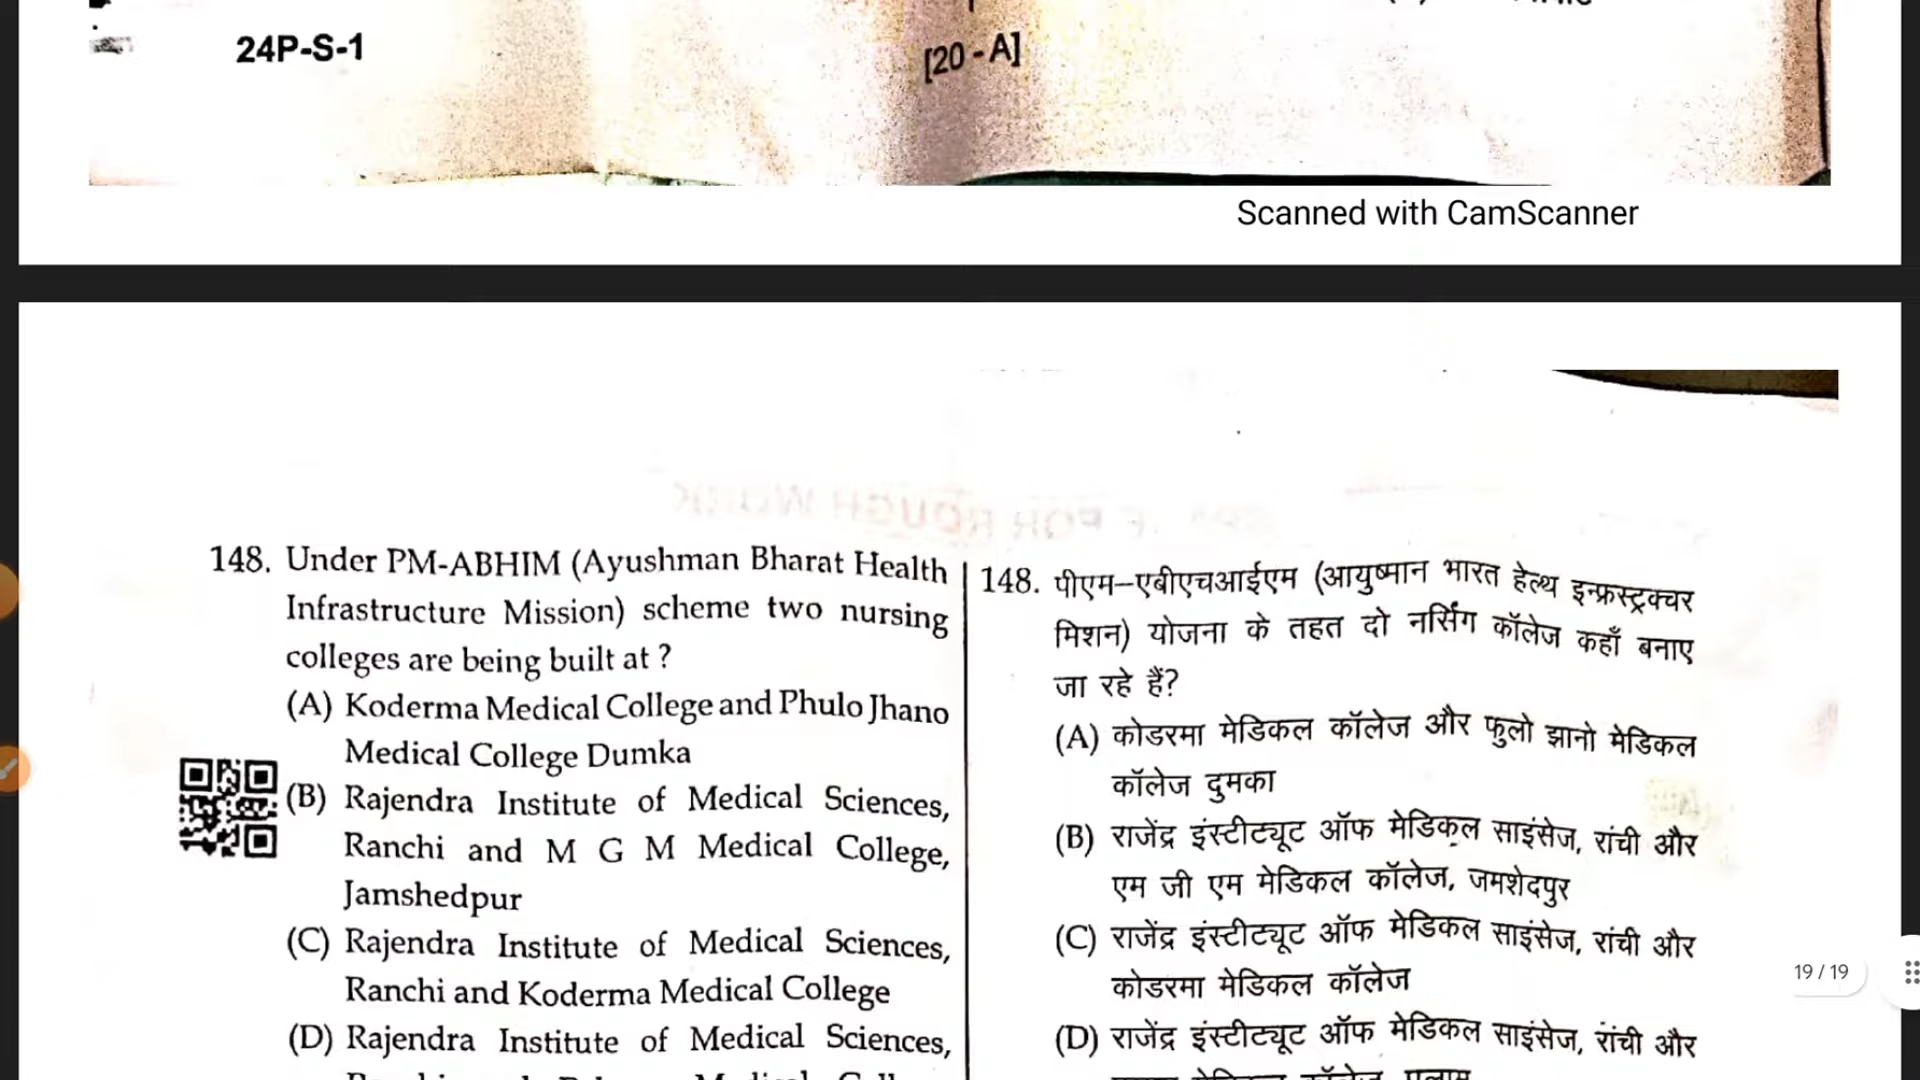 24P-S-1
[20 - A]
Scanned with CamScanner
148. Under PM-ABHIM (Ayushman Bharat Health
Infrastructure Mission) scheme two nursing
colleges are being built at ?
(A) Koderma Medical College and Phulo Jhano
Medical College Dumka
(B) Rajendra Institute of Medical Sciences,
Ranchi and M G M Medical College,
Jamshedpur
(C) Rajendra Institute of Medical Sciences,
Ranchi and Koderma Medical College
(D) Rajendra Institute of Medical Sciences,
148. पीएम–एबीएचआईएम (आयुष्मान भारत हेल्थ इन्फ्रस्ट्रक्चर
मिशन) योजना के तहत दो नर्सिंग कॉलेज कहाँ बनाए
जा रहे हैं?
(A) कोडरमा मेडिकल कॉलेज और फुलो झानो मेडिकल
कॉलेज दुमका
(B) राजेंद्र इंस्टीट्यूट ऑफ मेडिकल साइंसेज, रांची और
एम जी एम मेडिकल कॉलेज, जमशेदपुर
(C) राजेंद्र इंस्टीट्यूट ऑफ मेडिकल साइंसेज, रांची और
कोडरमा मेडिकल कॉलेज
(D) राजेंद्र इंस्टीट्यूट ऑफ मेडिकल साइंसेज, रांची और
19 / 19